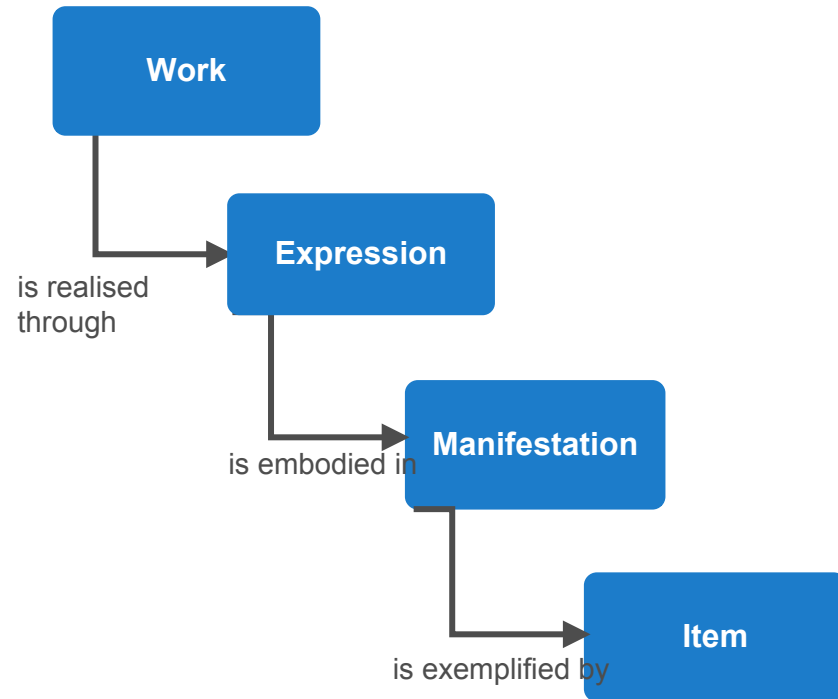 Work
Expression
is realised
through
Manifestation
is embodied in
Item
is exemplified by